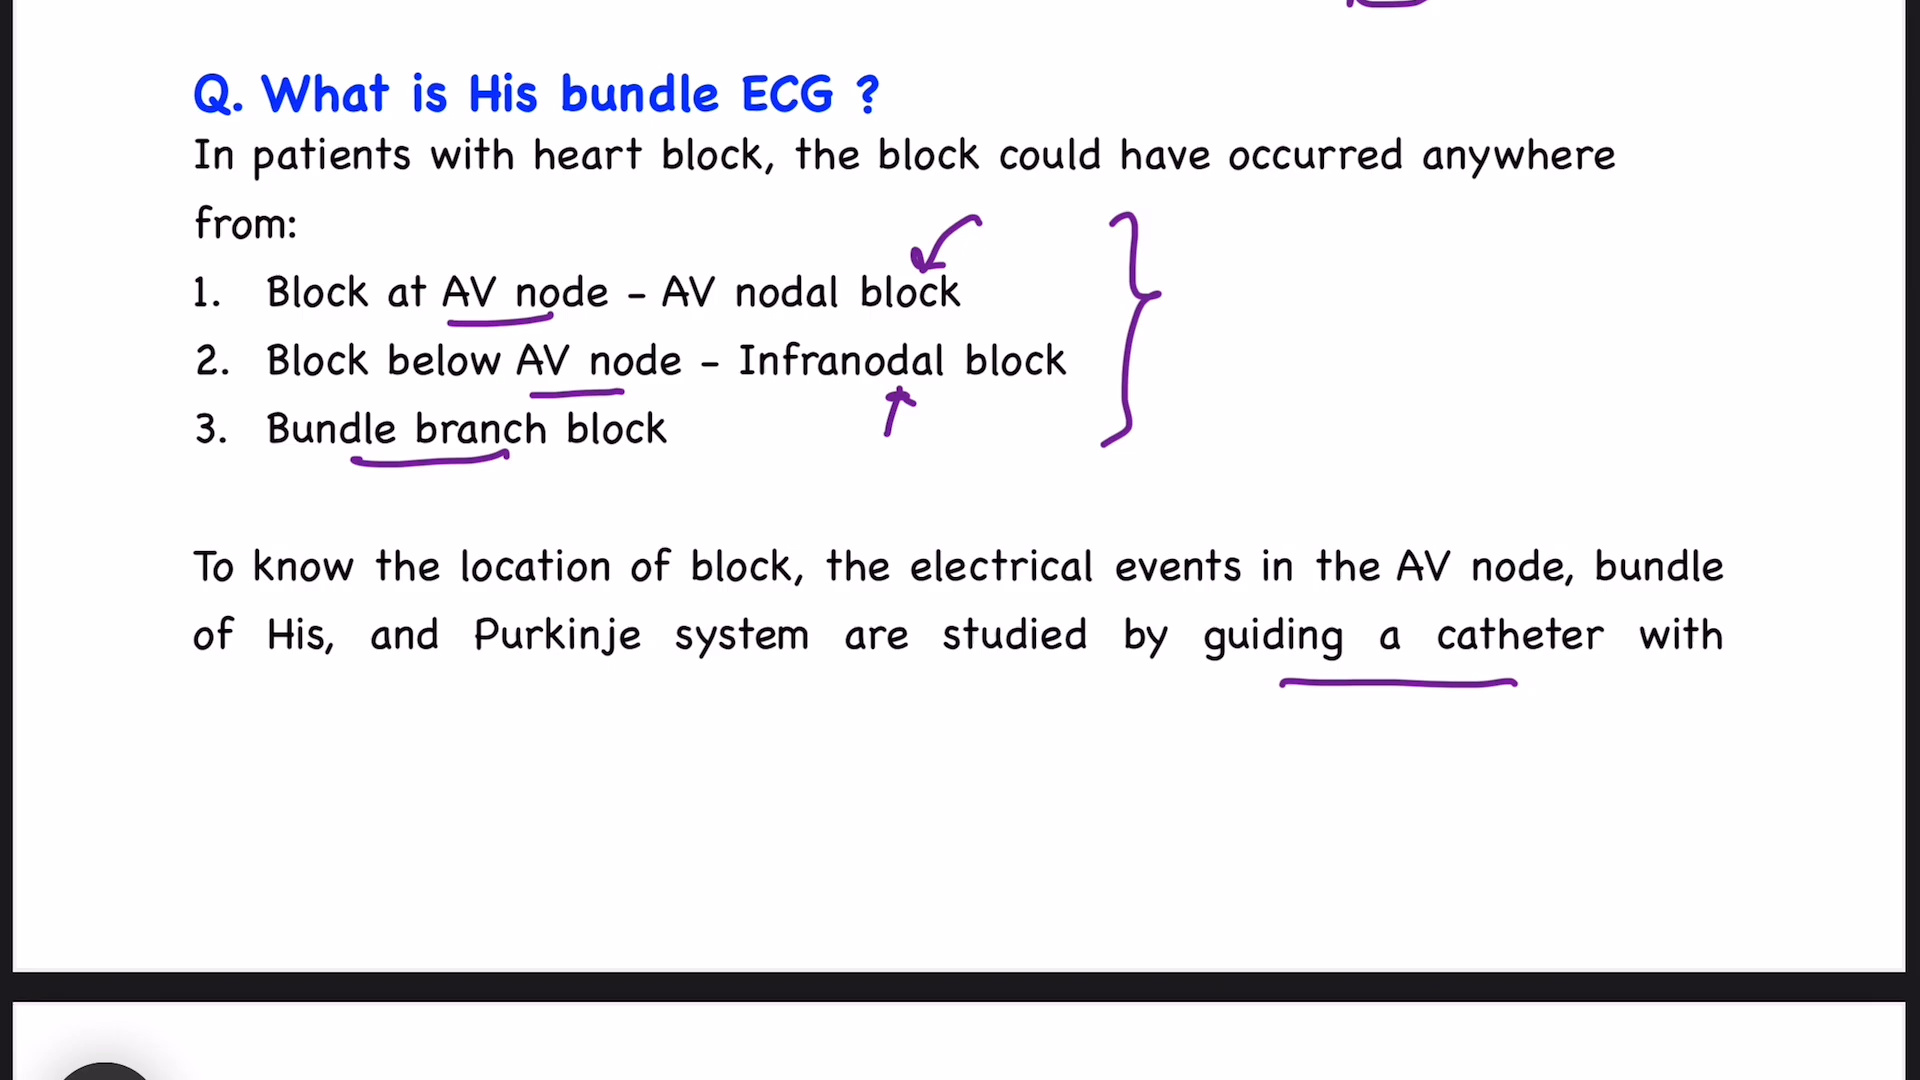 Q. What is His bundle ECG ?
In patients with heart block, the block could have occurred anywhere
from:
1. Block at AV node – AV nodal block
2. Block below AV node – Infranodal block
3. Bundle branch block
To know the location of block, the electrical events in the AV node, bundle
of His, and Purkinje system are studied by guiding a catheter with